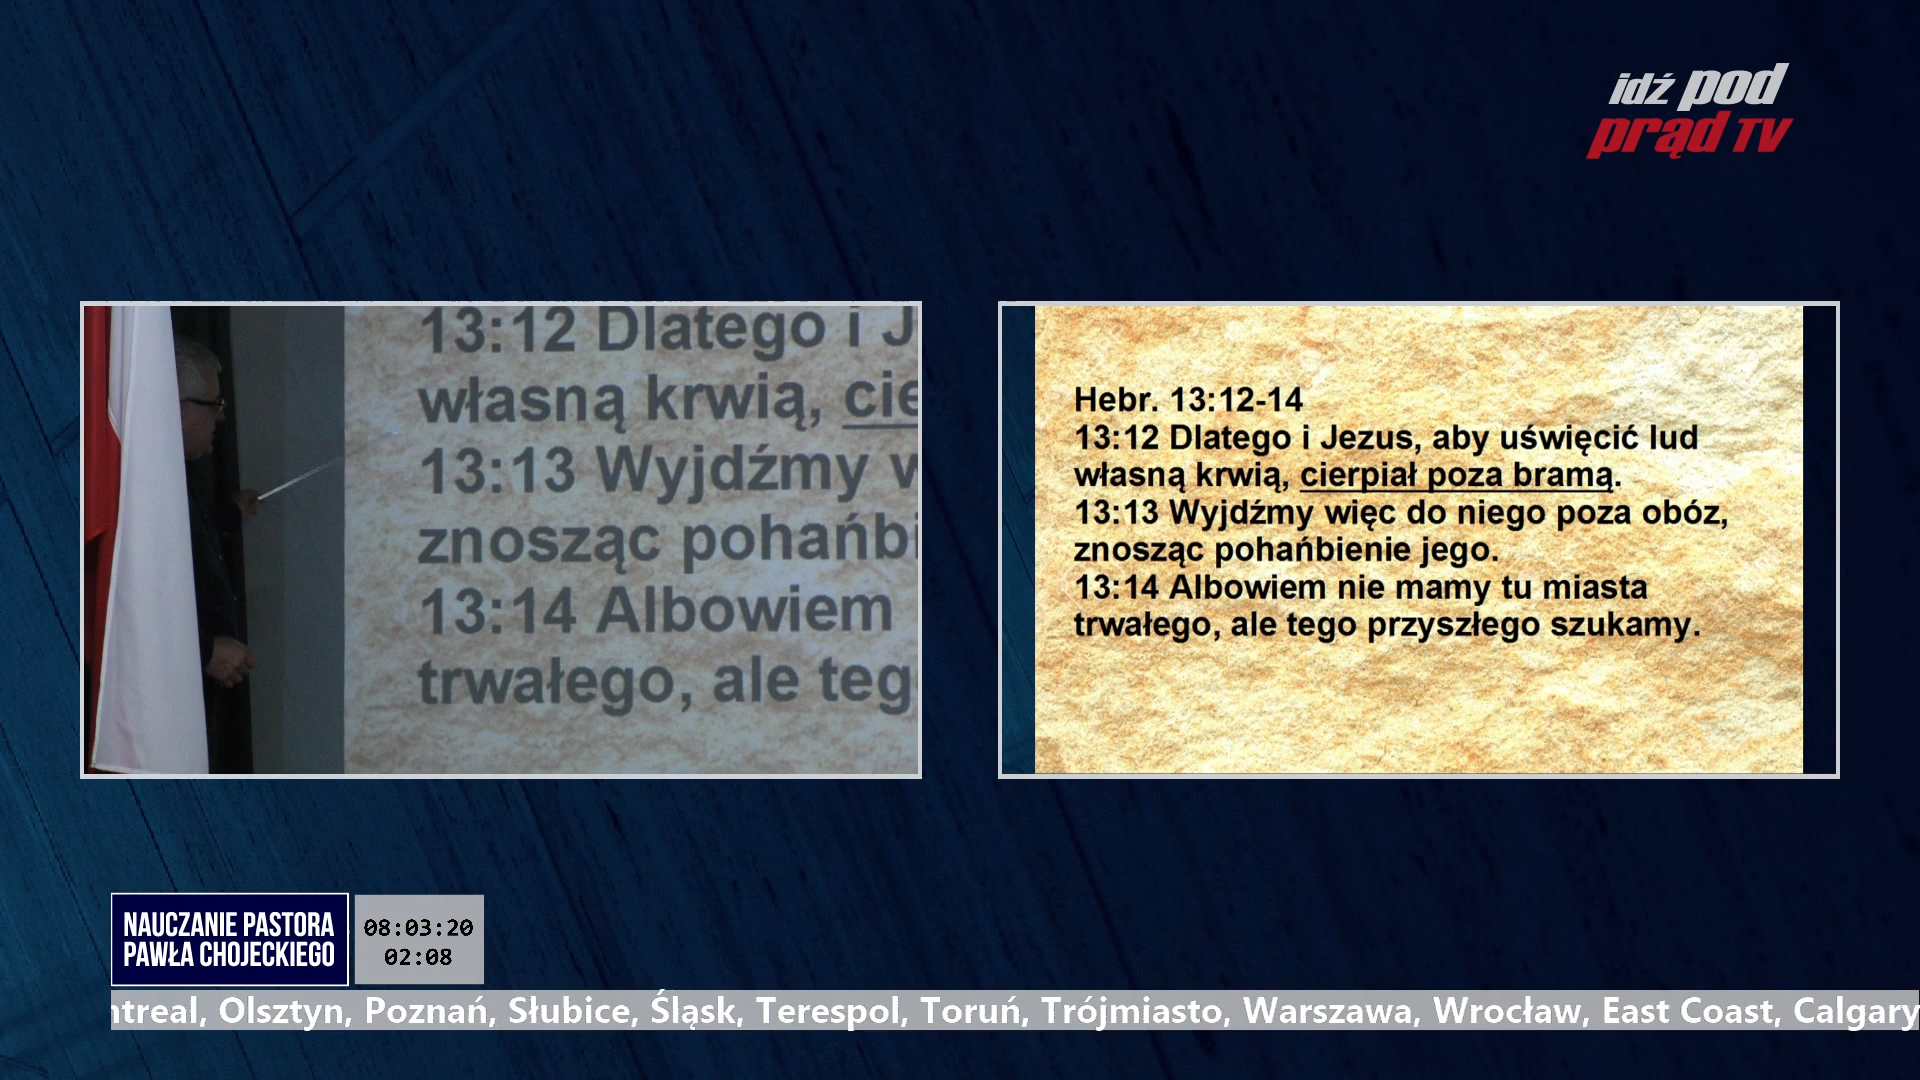 idź pod
prąd TV
13:12 Dlatego i J
własną krwią, cie
13:13 Wyjdźmy w
znosząc pohańbi
13:14 Albowiem
trwałego, ale teg
Hebr. 13:12-14
13:12 Dlatego i Jezus, aby uświęcić lud
własną krwią, cierpiał poza bramą.
13:13 Wyjdźmy więc do niego poza obóz,
znosząc pohańbienie jego.
13:14 Albowiem nie mamy tu miasta
trwałego, ale tego przyszłego szukamy.
NAUCZANIE PASTORA
PAWŁA CHOJECKIEGO
08:03:20
02:08
ntreal, Olsztyn, Poznań, Słubice, Śląsk, Terespol, Toruń, Trójmiasto, Warszawa, Wrocław, East Coast, Calgary